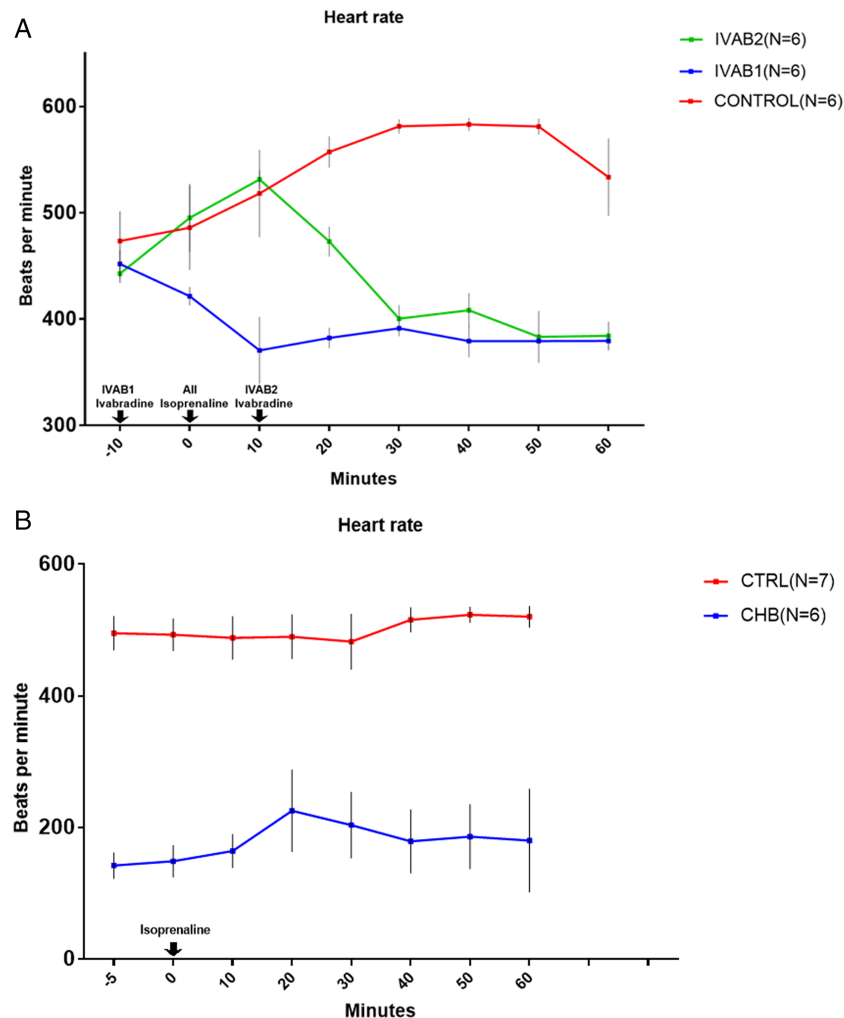 A
Heart rate
IVAB2(N=6)
IVAB1(N=6)
CONTROL(N=6)
Beats per minute
600
500
400
300
IVAB1
Ivabradine
All
Isoprenaline
IVAB2
Ivabradine
-10
0
10
20
30
40
50
60
Minutes
B
Heart rate
CTRL(N=7)
CHB(N=6)
Beats per minute
600
400
200
0
Isoprenaline
-5
0
10
20
30
40
50
60
Minutes